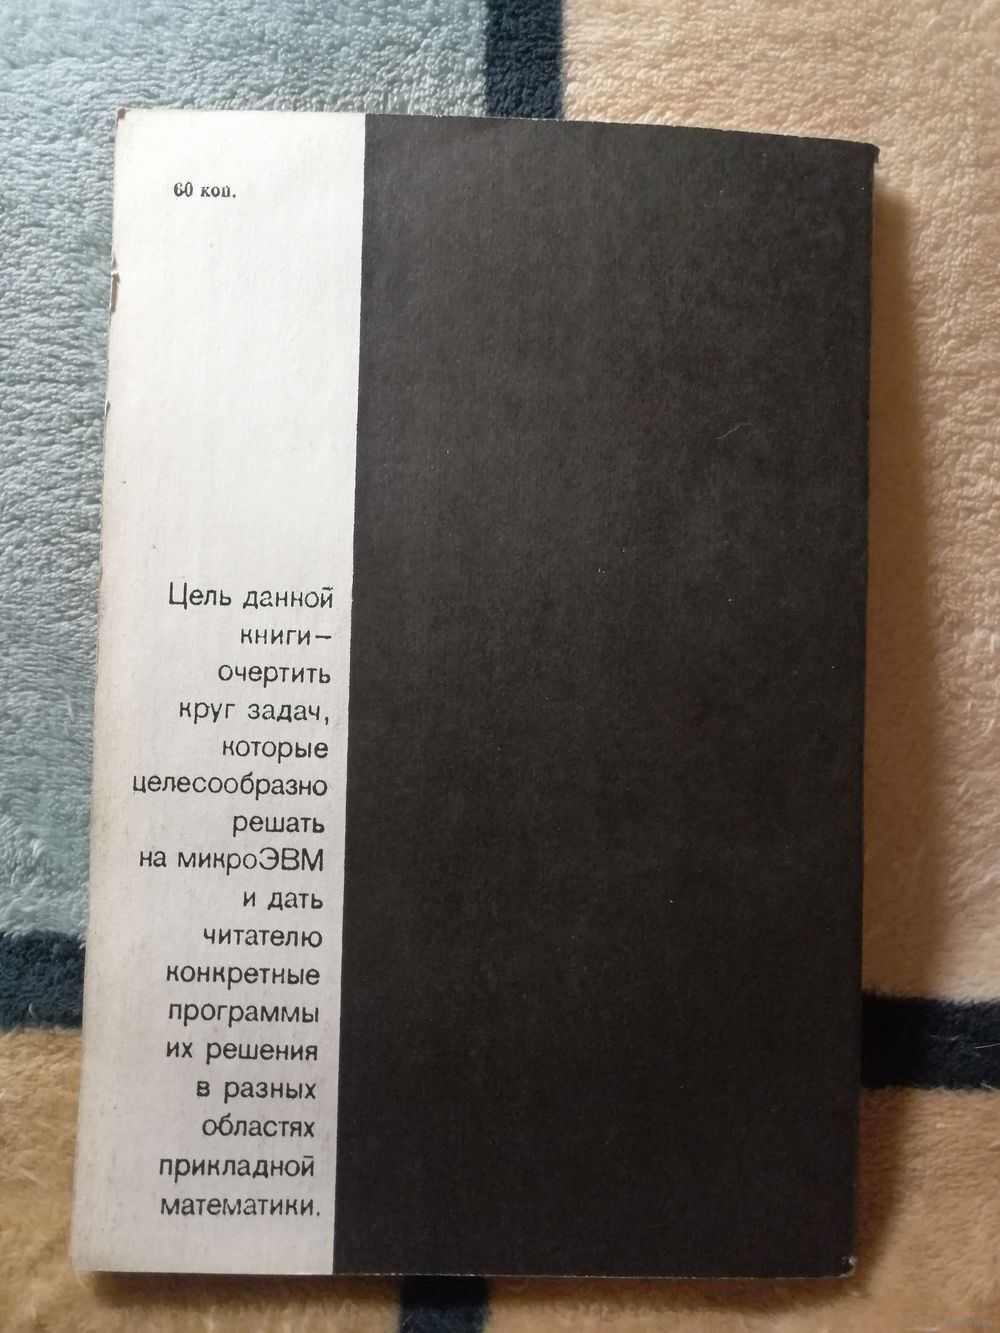 60 коп.
Цель данной
книги—
очертить
круг задач,
которые
целесообразно
решать
на микроЭВМ
и дать
читателю
конкретные
программы
их решения
в разных
областях
прикладной
математики.